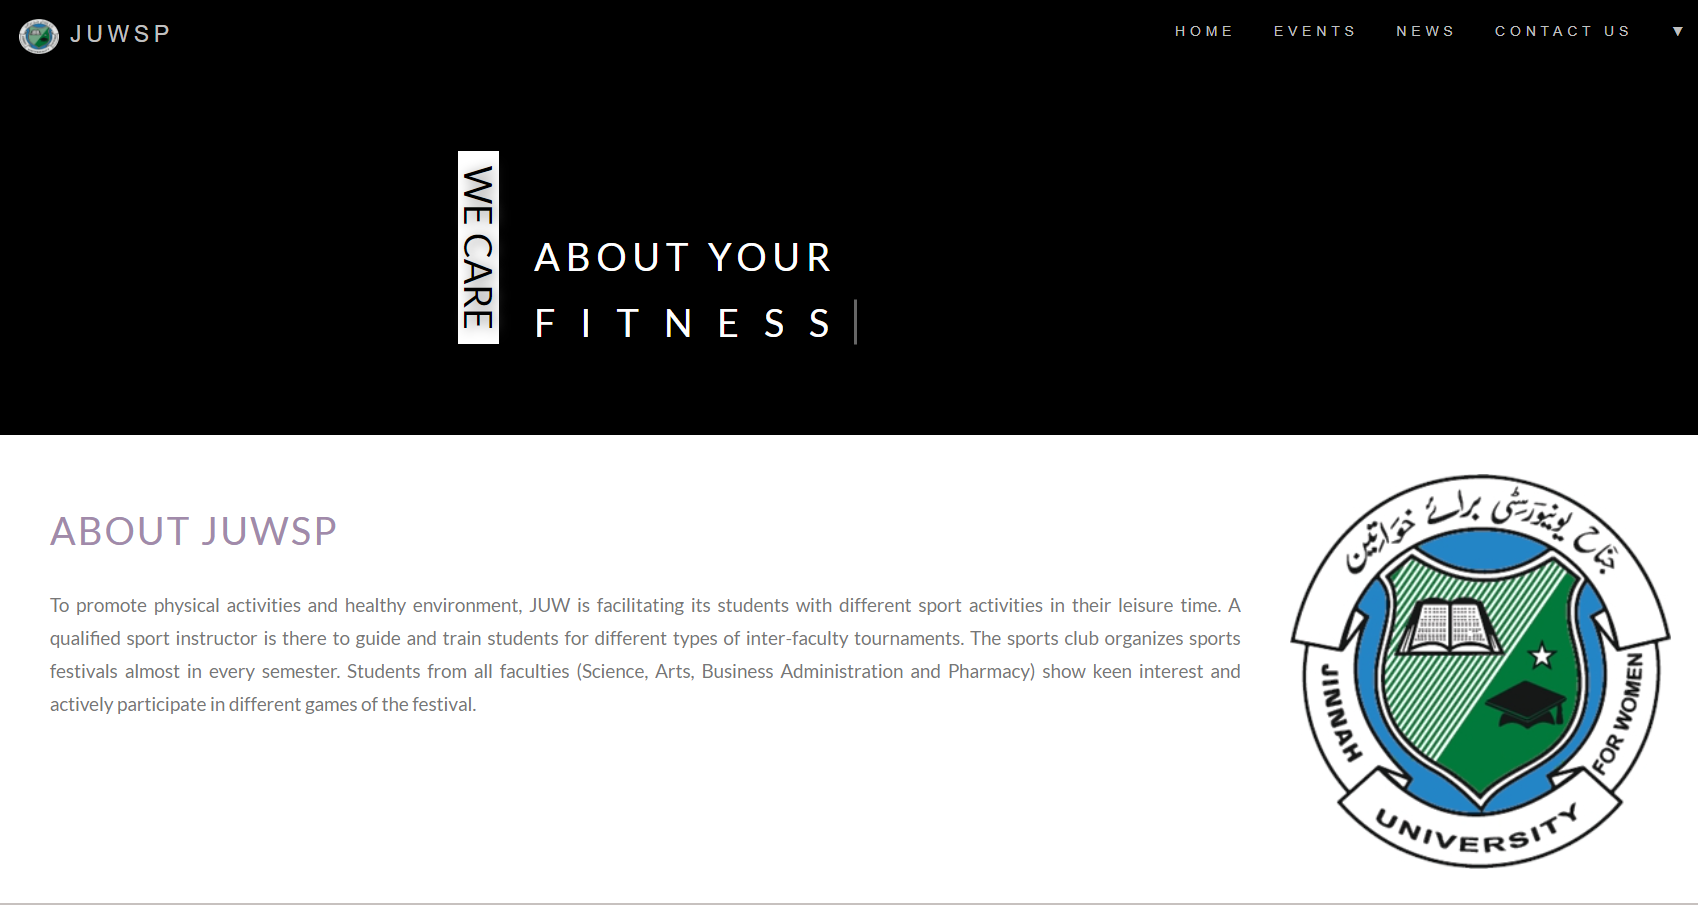 JUWSP
HOME EVENTS NEWS CONTACT US ▼
WE CARE
ABOUT YOUR
FITNESS
ABOUT JUWSP
To promote physical activities and healthy environment, JUW is facilitating its students with different sport activities in their leisure time. A
qualified sport instructor is there to guide and train students for different types of inter-faculty tournaments. The sports club organizes sports
festivals almost in every semester. Students from all faculties (Science, Arts, Business Administration and Pharmacy) show keen interest and
actively participate in different games of the festival.
جناح یونیورسٹی برائے خواتین
JINNAH
UNIVERSITY
FOR WOMEN